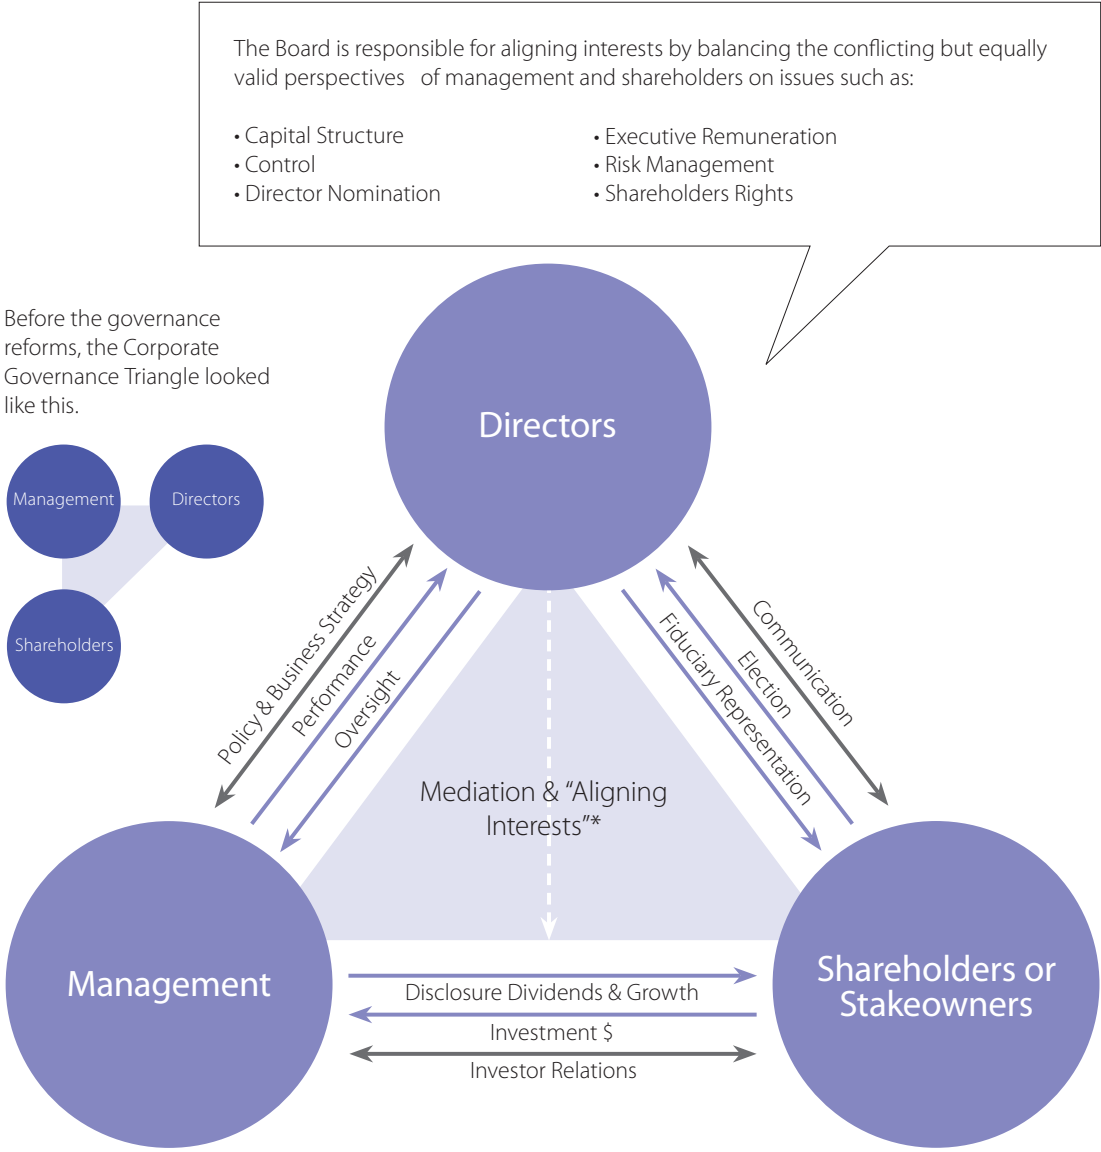 The Board is responsible for aligning interests by balancing the conflicting but equally
valid perspectives of management and shareholders on issues such as:
• Capital Structure
• Control
• Director Nomination
• Executive Remuneration
• Risk Management
• Shareholders Rights
Before the governance
reforms, the Corporate
Governance Triangle looked
like this.
Management
Directors
Shareholders
Directors
Policy & Business Strategy
Performance
Oversight
Fiduciary Representation
Election
Communication
Mediation & “Aligning
Interests”*
Management
Shareholders or
Stakeowners
Disclosure Dividends & Growth
Investment $
Investor Relations